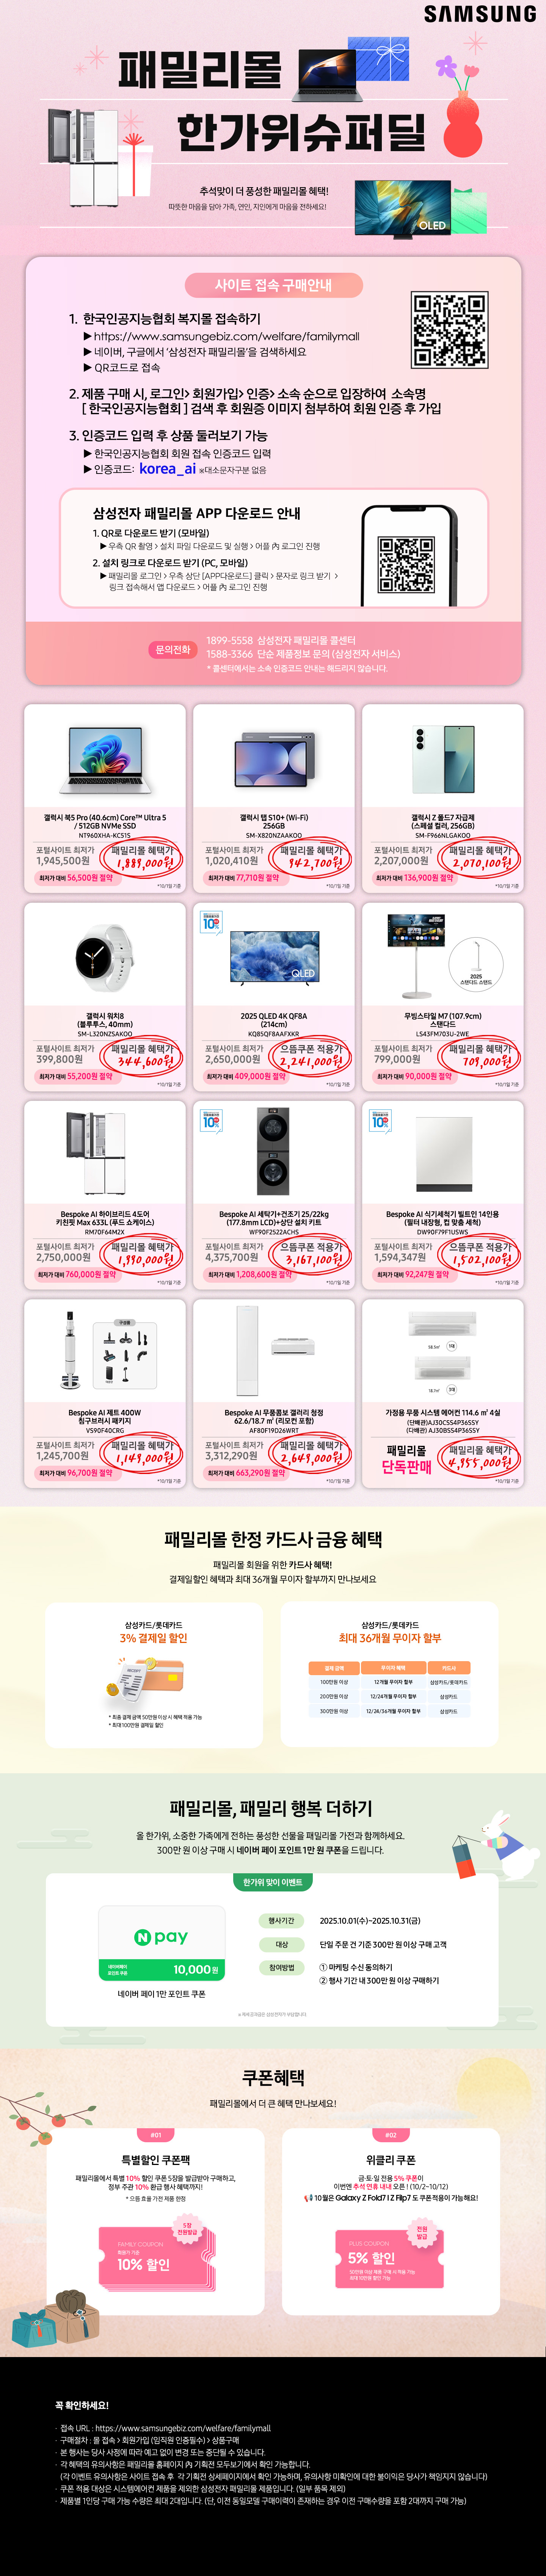 SAMSUNG
패밀리몰
한가위슈퍼딜
추석맞이 더 풍성한 패밀리몰 혜택!
따뜻한 마음을 담아 가족, 연인, 지인에게 마음을 전하세요!
OLED
사이트 접속 구매안내
1. 한국인공지능협회 복지몰 접속하기
▶ https://www.samsungebiz.com/welfare/familymall
▶ 네이버, 구글에서 '삼성전자 패밀리몰'을 검색하세요
▶ QR코드로 접속
2. 제품 구매 시, 로그인> 회원가입> 인증> 소속 순으로 입장하여 소속명
[ 한국인공지능협회 ] 검색 후 회원증 이미지 첨부하여 회원 인증 후 가입
3. 인증코드 입력 후 상품 둘러보기 가능
▶ 한국인공지능협회 회원 접속 인증코드 입력
▶ 인증코드: korea_ai ※대소문자구분 없음
삼성전자 패밀리몰 APP 다운로드 안내
1. QR로 다운로드 받기 (모바일)
▶ 우측 QR 촬영 > 설치 파일 다운로드 및 실행 > 어플 內 로그인 진행
2. 설치 링크로 다운로드 받기 (PC, 모바일)
▶ 패밀리몰 로그인 > 우측 상단 [APP다운로드] 클릭 > 문자로 링크 받기 >
링크 접속해서 앱 다운로드 > 어플 內 로그인 진행
문의전화
1899-5558 삼성전자 패밀리몰 콜센터
1588-3366 단순 제품정보 문의 (삼성전자 서비스)
* 콜센터에서는 소속 인증코드 안내는 해드리지 않습니다.
갤럭시 북5 Pro (40.6cm) Core™ Ultra 5
/ 512GB NVMe SSD
NT960XHA-KC51S
포털사이트 최저가
1,945,500원
패밀리몰 혜택가
1,889,000원!
최저가 대비 56,500원 절약
*10/1일 기준
갤럭시 탭 S10+ (Wi-Fi)
256GB
SM-X820NZAAKOO
포털사이트 최저가
1,020,410원
패밀리몰 혜택가
942,700원!
최저가 대비 77,710원 절약
*10/1일 기준
갤럭시 Z 폴드7 자급제
(스페셜 컬러, 256GB)
SM-F966NLGAKOO
포털사이트 최저가
2,207,000원
패밀리몰 혜택가
2,070,100원!
최저가 대비 136,900원 절약
*10/1일 기준
갤럭시 워치8
(블루투스, 40mm)
SM-L320NZSAKOO
포털사이트 최저가
399,800원
패밀리몰 혜택가
344,600원!
최저가 대비 55,200원 절약
*10/1일 기준
10%
QLED
2025 QLED 4K QF8A
(214cm)
KQ85QF8AAFXKR
포털사이트 최저가
2,650,000원
으뜸쿠폰 적용가
2,241,000원!
최저가 대비 409,000원 절약
*10/1일 기준
2025
스탠다드 스탠드
무빙스타일 M7 (107.9cm)
스탠다드
LS43FM703U-2WE
포털사이트 최저가
799,000원
패밀리몰 혜택가
709,000원!
최저가 대비 90,000원 절약
*10/1일 기준
Bespoke AI 하이브리드 4도어
키친핏 Max 633L (푸드 쇼케이스)
RM70F64M2X
포털사이트 최저가
2,750,000원
패밀리몰 혜택가
1,990,000원!
최저가 대비 760,000원 절약
*10/1일 기준
10%
Bespoke AI 세탁기+건조기 25/22kg
(177.8mm LCD)+상단 설치 키트
WF90F2522ACHS
포털사이트 최저가
4,375,700원
으뜸쿠폰 적용가
3,167,100원!
최저가 대비 1,208,600원 절약
*10/1일 기준
10%
Bespoke AI 식기세척기 빌트인 14인용
(필터 내장형, 컵 맞춤 세척)
DW90F79F1USWS
포털사이트 최저가
1,594,347원
으뜸쿠폰 적용가
1,502,100원!
최저가 대비 92,247원 절약
*10/1일 기준
구성품
Bespoke AI 제트 400W
침구브러시 패키지
VS90F40CRG
포털사이트 최저가
1,245,700원
패밀리몰 혜택가
1,149,000원!
최저가 대비 96,700원 절약
*10/1일 기준
Bespoke AI 무풍콤보 갤러리 청정
62.6/18.7 ㎡ (리모컨 포함)
AF80F19D26WRT
포털사이트 최저가
3,312,290원
패밀리몰 혜택가
2,649,000원!
최저가 대비 663,290원 절약
*10/1일 기준
58.5㎡
1대
18.7㎡
3대
가정용 무풍 시스템 에어컨 114.6 ㎡ 4실
(단배관)AJ30CSS4P36SSY
(다배관) AJ30BSS4P36SSY
패밀리몰
단독판매
패밀리몰 혜택가
4,955,000원!
*10/1일 기준
패밀리몰 한정 카드사 금융 혜택
패밀리몰 회원을 위한 카드사 혜택!
결제일할인 혜택과 최대 36개월 무이자 할부까지 만나보세요
삼성카드/롯데카드
3% 결제일 할인
* 최종 결제 금액 50만원 이상 시 혜택 적용 가능
* 최대 100만원 결제일 할인
삼성카드/롯데카드
최대 36개월 무이자 할부
결제 금액 무이자 혜택 카드사
100만원 이상 12개월 무이자 할부 삼성카드/롯데카드
200만원 이상 12/24개월 무이자 할부 삼성카드
300만원 이상 12/24/36개월 무이자 할부 삼성카드
패밀리몰, 패밀리 행복 더하기
올 한가위, 소중한 가족에게 전하는 풍성한 선물을 패밀리몰 가전과 함께하세요.
300만 원 이상 구매 시 네이버 페이 포인트 1만 원 쿠폰을 드립니다.
한가위 맞이 이벤트
N pay
네이버페이
포인트 쿠폰
10,000원
네이버 페이 1만 포인트 쿠폰
행사기간 2025.10.01(수)~2025.10.31(금)
대상 단일 주문 건 기준 300만 원 이상 구매 고객
참여방법 ① 마케팅 수신 동의하기
② 행사 기간 내 300만 원 이상 구매하기
※ 제세공과금은 삼성전자가 부담합니다.
쿠폰혜택
패밀리몰에서 더 큰 혜택 만나보세요!
#01
특별할인 쿠폰팩
패밀리몰에서 특별 10% 할인 쿠폰 5장을 발급받아 구매하고,
정부 주관 10% 환급 행사 혜택까지!
* 으뜸 효율 가전 제품 한정
5장
전원발급
FAMILY COUPON
10% 할인
#02
위클리 쿠폰
금·토·일 전용 5% 쿠폰이
이번엔 추석 연휴 내내 오픈 ! (10/2~10/12)
10월은 Galaxy Z Fold7 I Z Flip7 도 쿠폰적용이 가능해요!
전원
발급
PLUS COUPON
5% 할인
50만원 이상 제품 구매 시 적용 가능
최대 10만원 할인 가능
꼭 확인하세요!
· 접속 URL : https://www.samsungebiz.com/welfare/familymall
· 구매절차 : 몰 접속 > 회원가입 (임직원 인증필수) > 상품구매
· 본 행사는 당사 사정에 따라 예고 없이 변경 또는 중단될 수 있습니다.
· 각 혜택의 유의사항은 패밀리몰 홈페이지 內 기획전 모두보기에서 확인 가능합니다.
(각 이벤트 유의사항은 사이트 접속 후 각 기획전 상세페이지에서 확인 가능하며, 유의사항 미확인에 대한 불이익은 당사가 책임지지 않습니다)
· 쿠폰 적용 대상은 시스템에어컨 제품을 제외한 삼성전자 패밀리몰 제품입니다. (일부 품목 제외)
· 제품별 1인당 구매 가능 수량은 최대 2대입니다. (단, 이전 동일모델 구매이력이 존재하는 경우 이전 구매수량을 포함 2대까지 구매 가능)